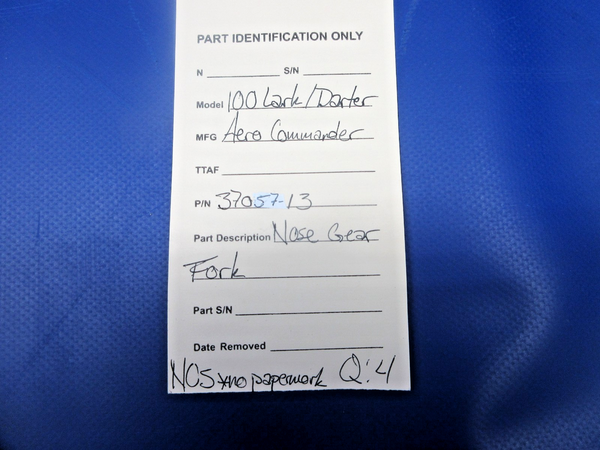 PART IDENTIFICATION ONLY
N S/N
Model 100 Lark/Darter
MFG Aero Commander
TTAF
P/N 37057-13
Part Description Nose Gear
Fork
Part S/N
Date Removed
NOS *no paperwork Q:4